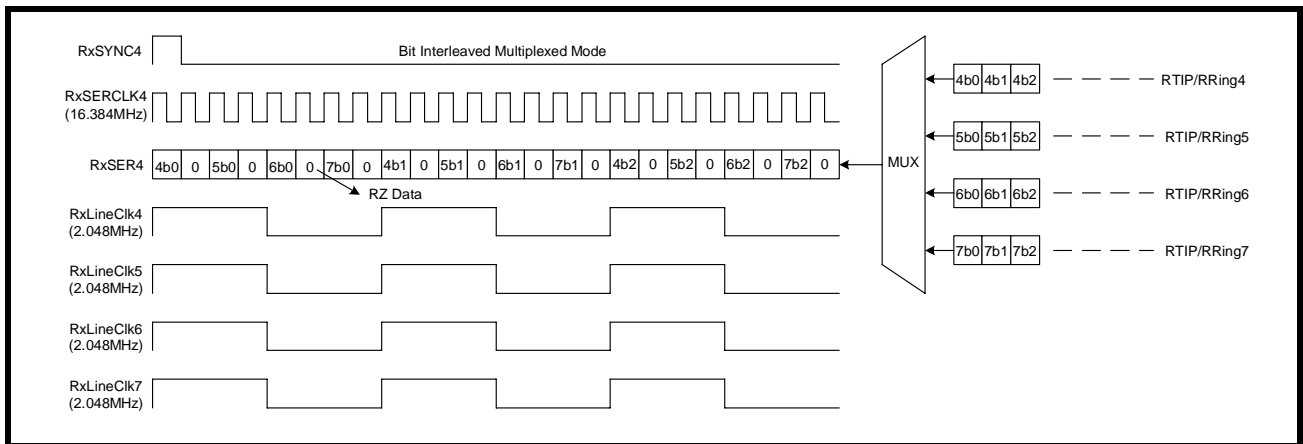 RxSYNC4
Bit Interleaved Multiplexed Mode
RxSERCLK4
(16.384MHz)
RxSER4
4b0 0 5b0 0 6b0 0 7b0 0 4b1 0 5b1 0 6b1 0 7b1 0 4b2 0 5b2 0 6b2 0 7b2 0
RZ Data
RxLineClk4
(2.048MHz)
RxLineClk5
(2.048MHz)
RxLineClk6
(2.048MHz)
RxLineClk7
(2.048MHz)
MUX
4b0 4b1 4b2
RTIP/RRing4
5b0 5b1 5b2
RTIP/RRing5
6b0 6b1 6b2
RTIP/RRing6
7b0 7b1 7b2
RTIP/RRing7